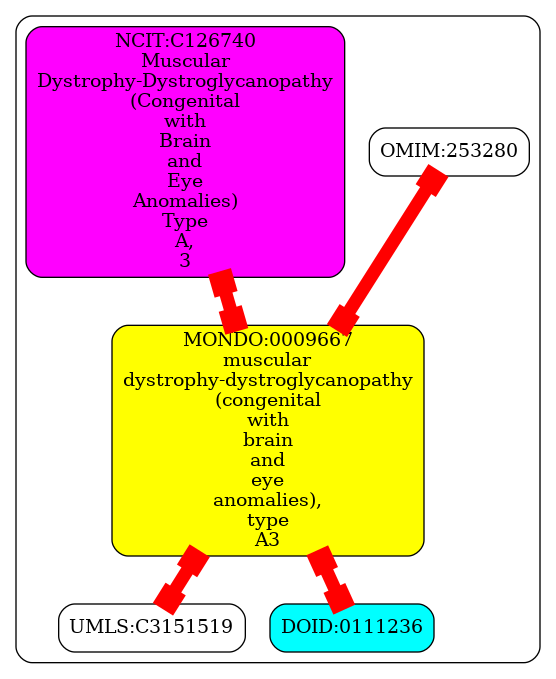 NCIT:C126740
Muscular
Dystrophy-Dystroglycanopathy
(Congenital
with
Brain
and
Eye
Anomalies)
Type
A,
3
OMIM:253280
MONDO:0009667
muscular
dystrophy-dystroglycanopathy
(congenital
with
brain
and
eye
anomalies),
type
A3
UMLS:C3151519
DOID:0111236